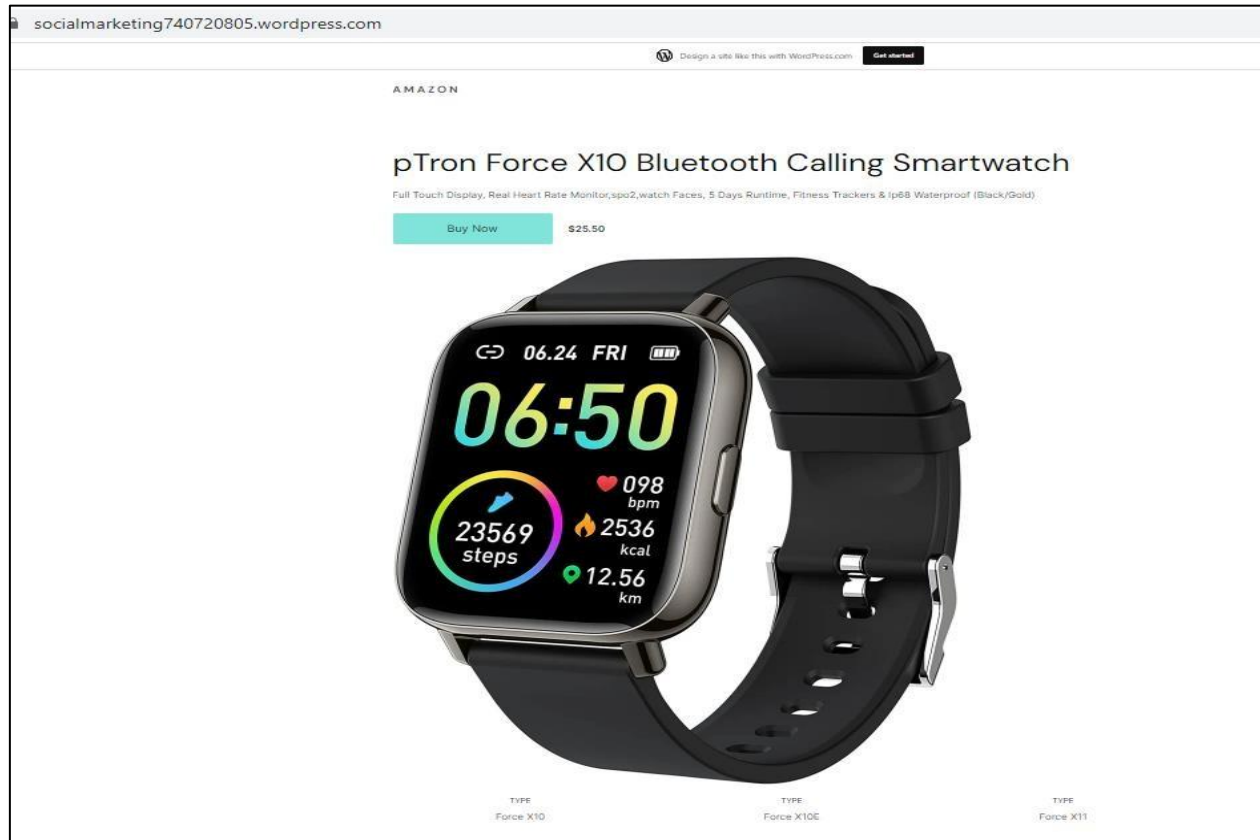 socialmarketing740720805.wordpress.com
Design a site like this with WordPress.com Get started
AMAZON
pTron Force X10 Bluetooth Calling Smartwatch
Full Touch Display, Real Heart Rate Monitor,spo2,watch Faces, 5 Days Runtime, Fitness Trackers & Ip68 Waterproof (Black/Gold)
Buy Now $25.50
06.24 FRI
06:50
098
bpm
23569
steps
2536
kcal
12.56
km
TYPE TYPE TYPE
Force X10 Force X10E Force X11